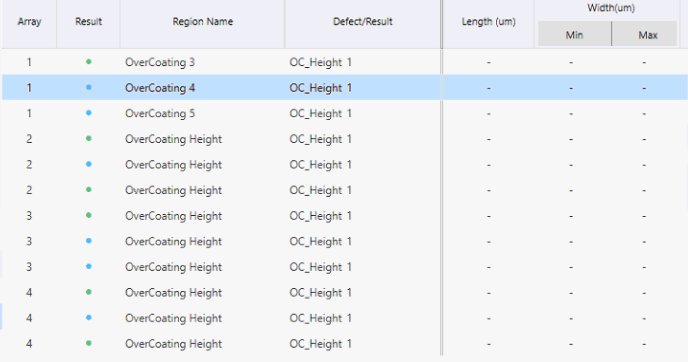 Array Result Region Name Defect/Result Length (um) Width(um)
Min Max
1 OverCoating 3 OC_Height 1 - - -
1 OverCoating 4 OC_Height 1 - - -
1 OverCoating 5 OC_Height 1 - - -
2 OverCoating Height OC_Height 1 - - -
2 OverCoating Height OC_Height 1 - - -
2 OverCoating Height OC_Height 1 - - -
3 OverCoating Height OC_Height 1 - - -
3 OverCoating Height OC_Height 1 - - -
3 OverCoating Height OC_Height 1 - - -
4 OverCoating Height OC_Height 1 - - -
4 OverCoating Height OC_Height 1 - - -
4 OverCoating Height OC_Height 1 - - -